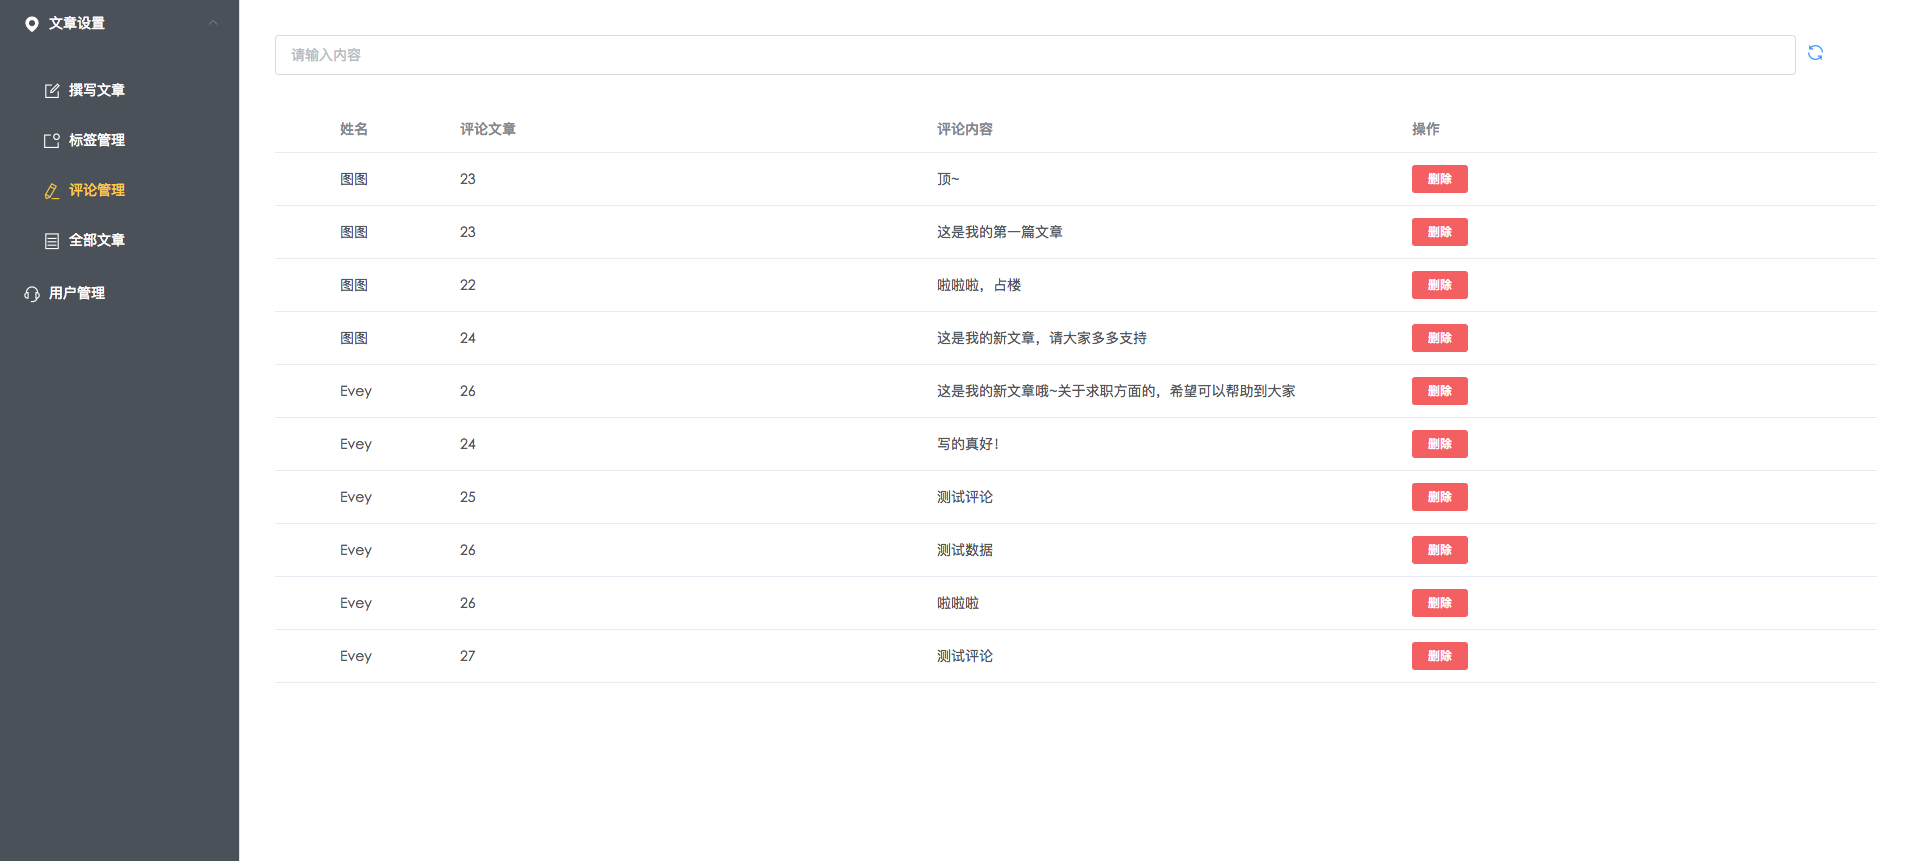 文章设置
撰写文章
标签管理
评论管理
全部文章
用户管理
请输入内容
姓名 评论文章 评论内容 操作
图图 23 顶~ 删除
图图 23 这是我的第一篇文章 删除
图图 22 啦啦啦，占楼 删除
图图 24 这是我的新文章，请大家多多支持 删除
Evey 26 这是我的新文章哦~关于求职方面的，希望可以帮助到大家 删除
Evey 24 写的真好！ 删除
Evey 25 测试评论 删除
Evey 26 测试数据 删除
Evey 26 啦啦啦 删除
Evey 27 测试评论 删除